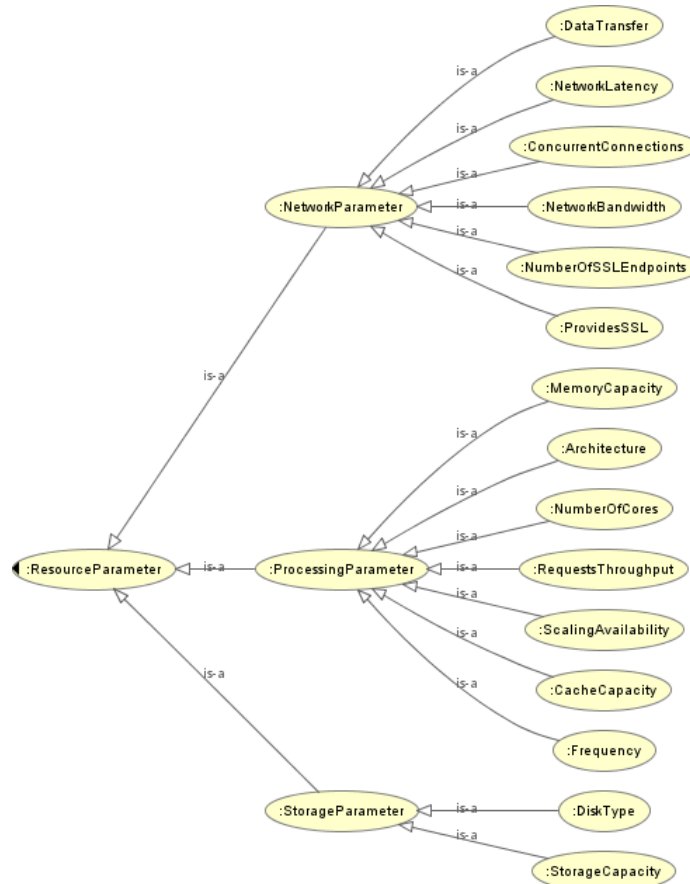 :DataTransfer
is-a
:NetworkLatency
is-a
:ConcurrentConnections
is-a
:NetworkParameter
is-a
:NetworkBandwidth
is-a
:NumberOfSSLEndpoints
is-a
:ProvidesSSL
is-a
:MemoryCapacity
is-a
:Architecture
is-a
:NumberOfCores
is-a
:ResourceParameter
is-a
:ProcessingParameter
is-a
:RequestsThroughput
is-a
:ScalingAvailability
is-a
:CacheCapacity
is-a
is-a
:Frequency
:StorageParameter
is-a
:DiskType
is-a
:StorageCapacity